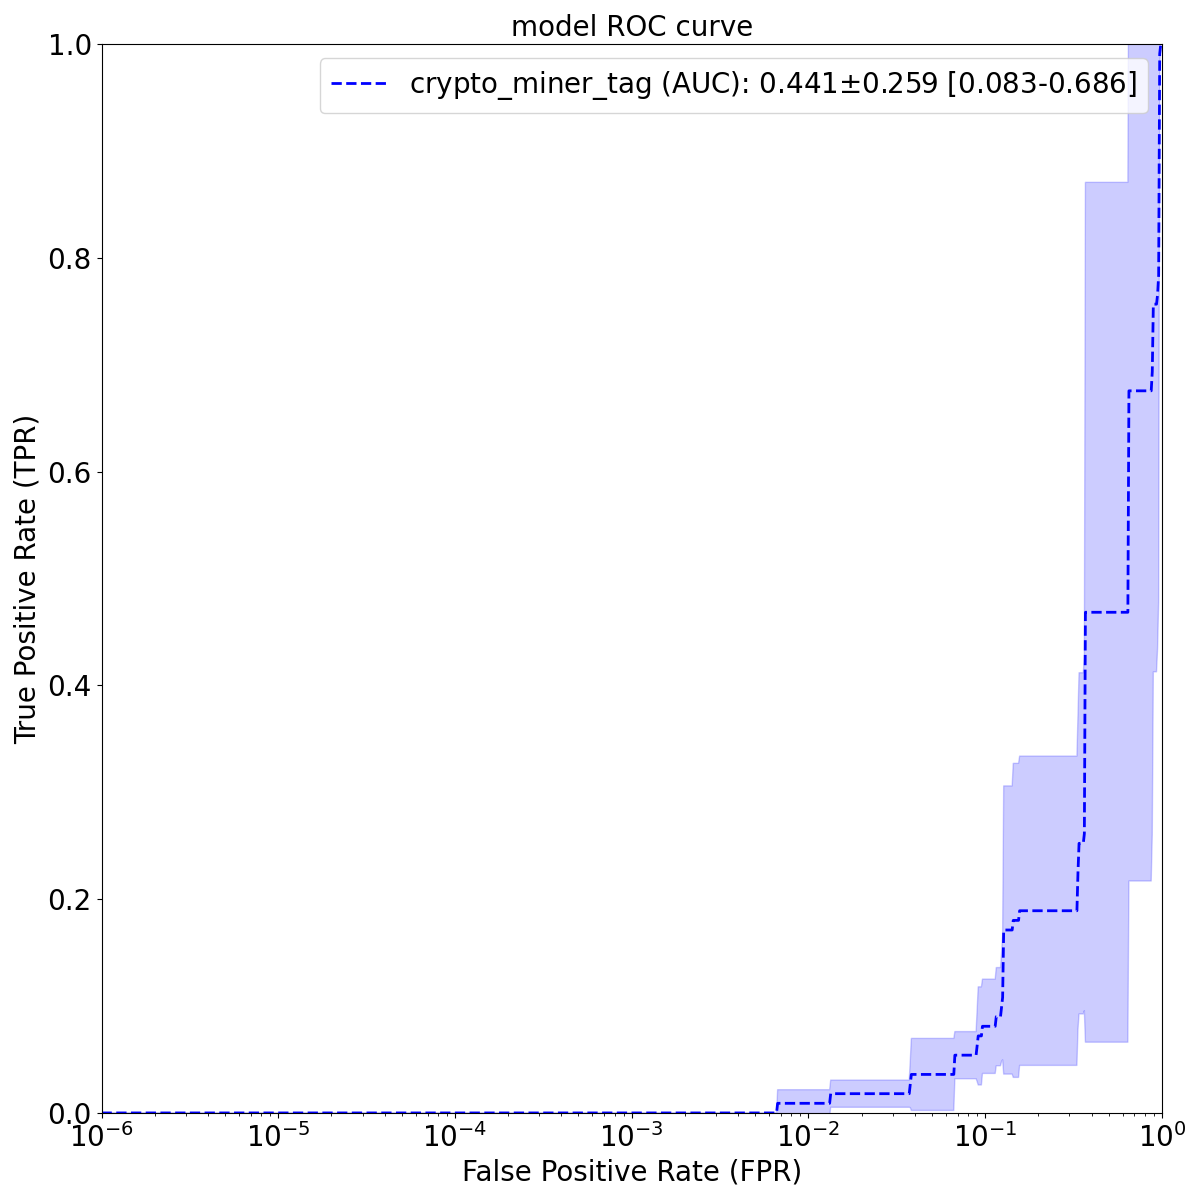 model ROC curve
crypto_miner_tag (AUC): 0.441±0.259 [0.083-0.686]
1.0
0.8
0.6
0.4
0.2
0.0
True Positive Rate (TPR)
10⁻⁶ 10⁻⁵ 10⁻⁴ 10⁻³ 10⁻² 10⁻¹ 10⁰
False Positive Rate (FPR)